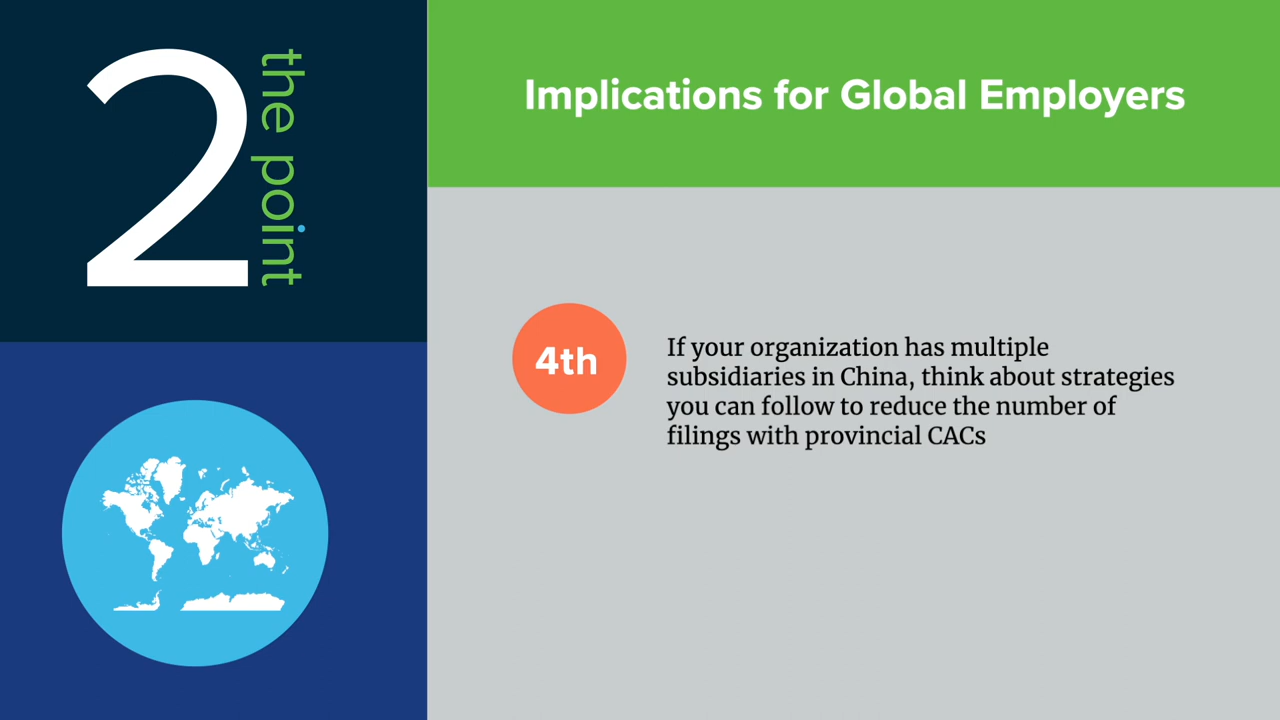 2
the point
Implications for Global Employers
4th
If your organization has multiple
subsidiaries in China, think about strategies
you can follow to reduce the number of
filings with provincial CACs